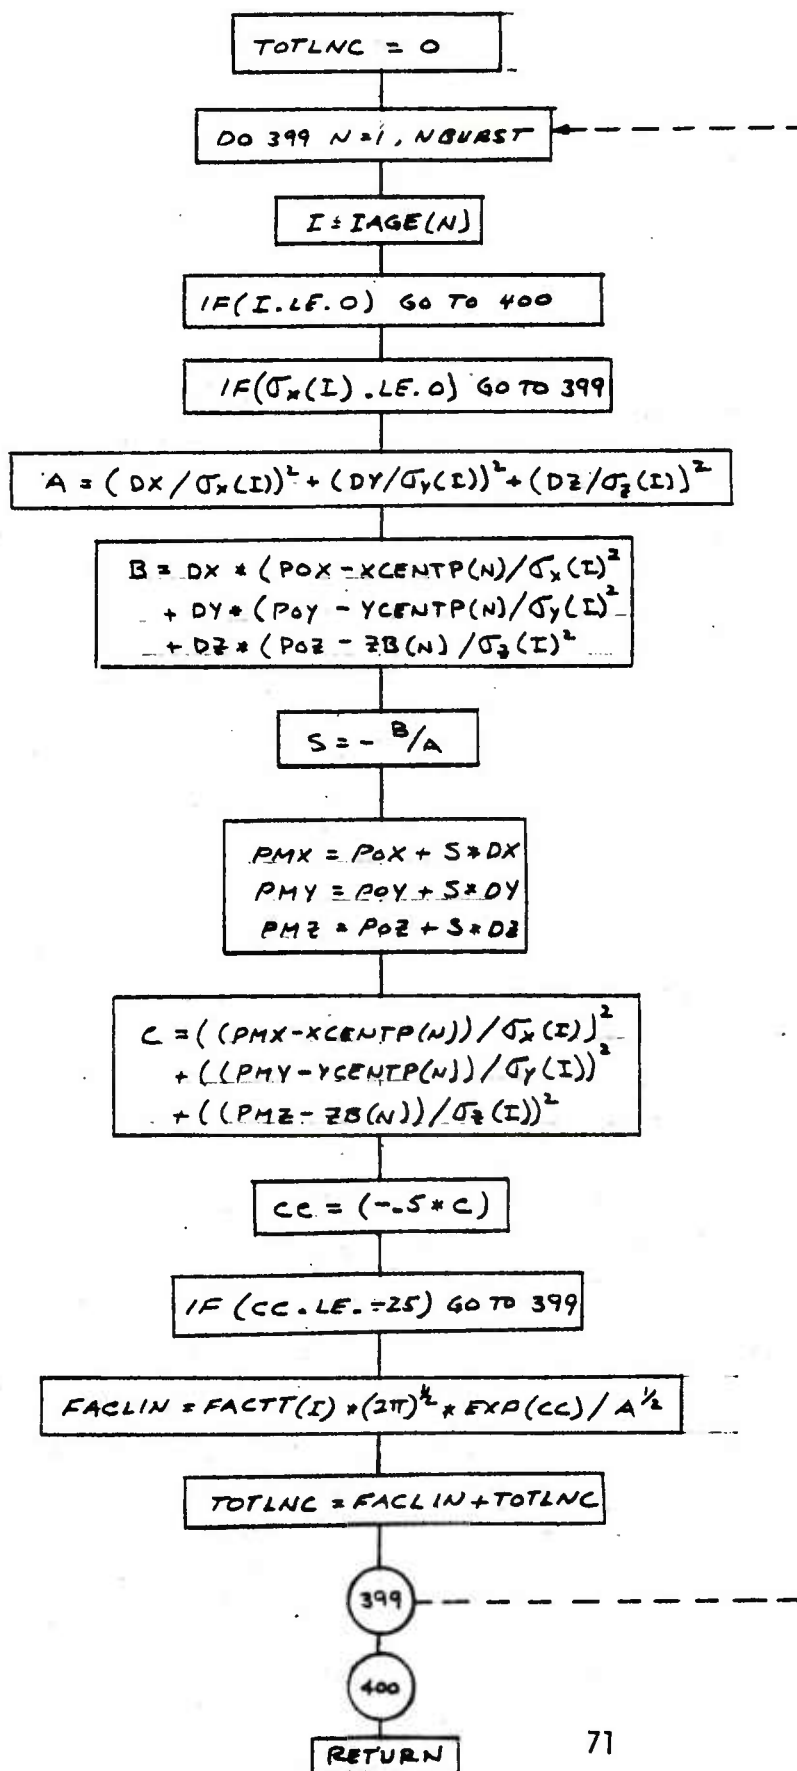 TOTLNC = 0
DO 399 N=1, NBURST
I = IAGE(N)
IF(I.LE.0) GO TO 400
IF(σx(I).LE.0) GO TO 399
A = (DX/σx(I))² + (DY/σy(I))² + (DZ/σz(I))²
B = DX * (POX - XCENTP(N)/σx(I)²
+ DY * (POY - YCENTP(N)/σy(I)²
+ DZ * (POZ - ZB(N)/σz(I)²
S = - B/A
PMX = POX + S*DX
PMY = POY + S*DY
PMZ = POZ + S*DZ
C = ((PMX-XCENTP(N))/σx(I))²
+ ((PMY-YCENTP(N))/σy(I))²
+ ((PMZ-ZB(N))/σz(I))²
CC = (-.5*C)
IF (CC.LE.-25) GO TO 399
FACLIN = FACTT(I) * (2π)^½ * EXP(CC) / A^½
TOTLNC = FACLIN + TOTLNC
399
400
RETURN
71